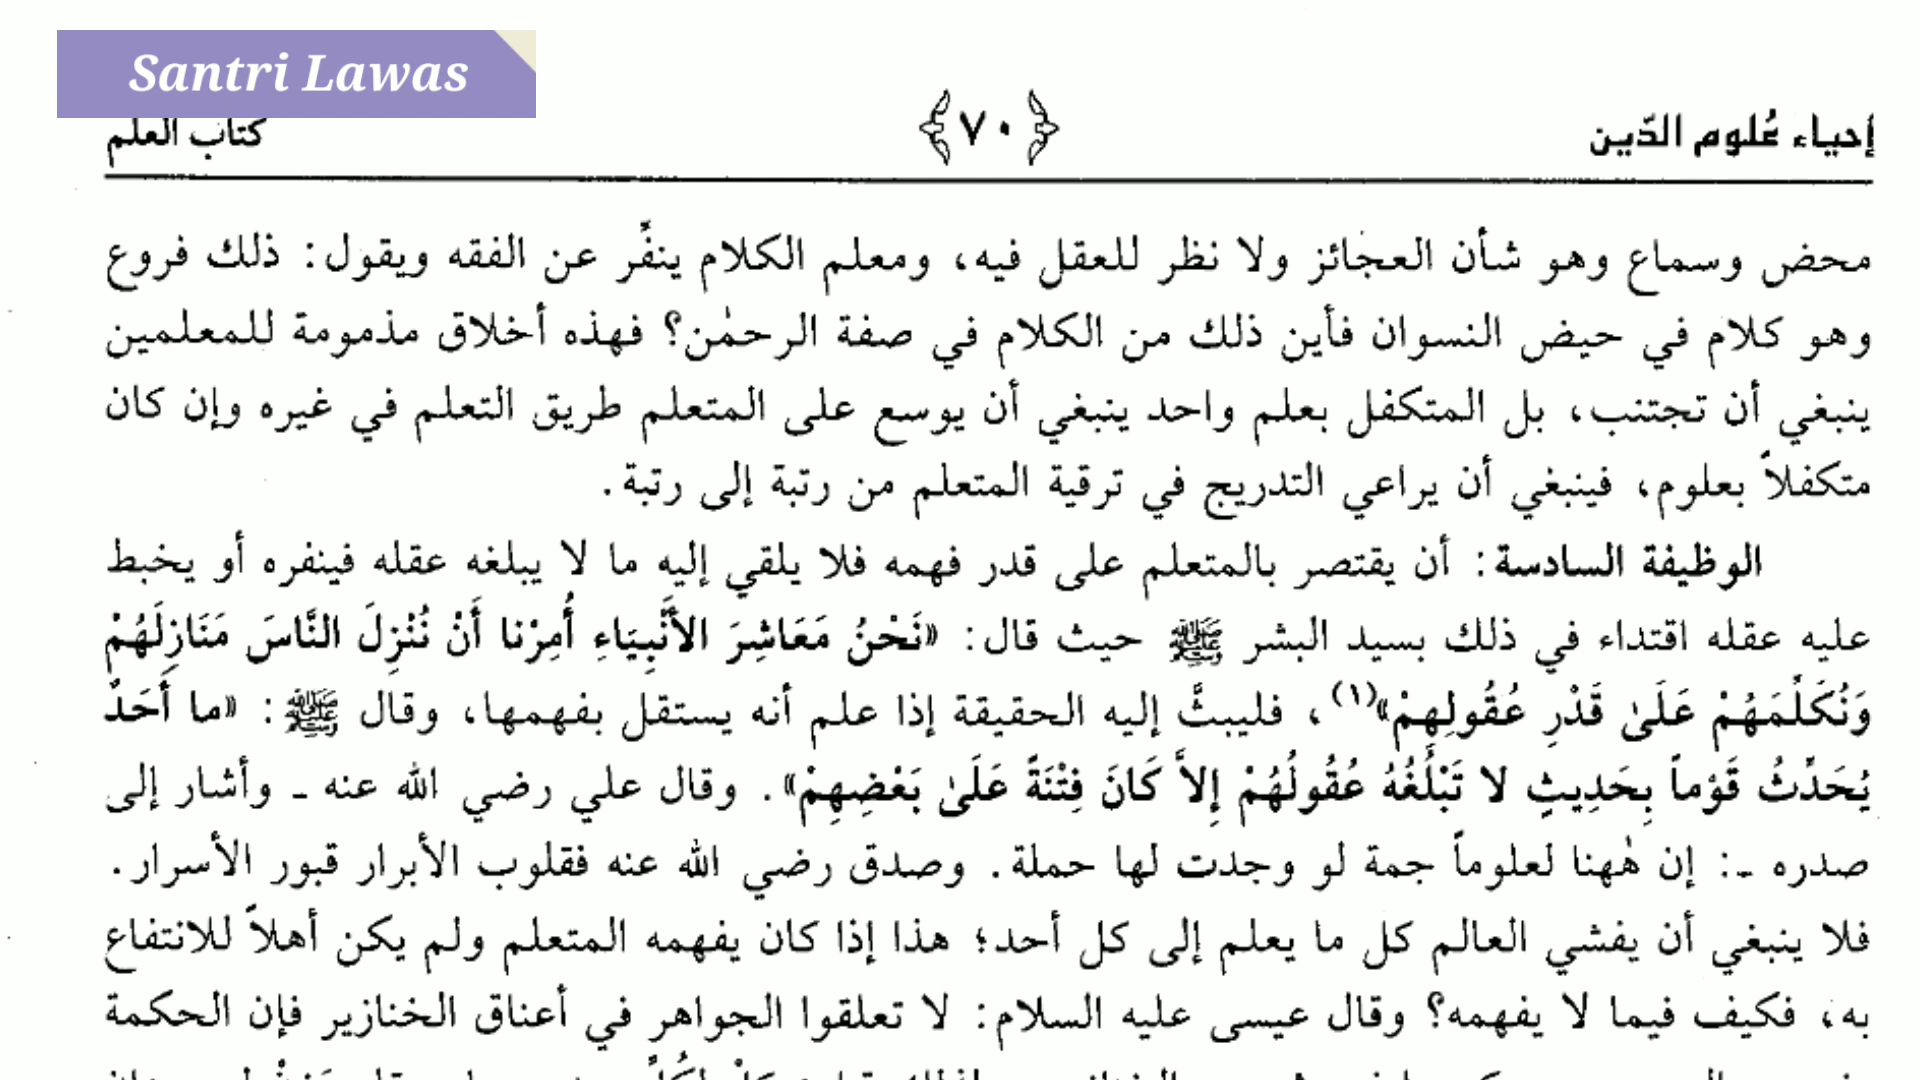 Santri Lawas
إحياء عُلوم الدّين
٧٠
كتاب العلم
محض وسماع وهو شأن العجائز ولا نظر للعقل فيه، ومعلم الكلام ينفِّر عن الفقه ويقول: ذلك فروع
وهو كلام في حيض النسوان فأين ذلك من الكلام في صفة الرحمٰن؟ فهذه أخلاق مذمومة للمعلمين
ينبغي أن تجتنب، بل المتكفل بعلم واحد ينبغي أن يوسع على المتعلم طريق التعلم في غيره وإن كان
متكفلاً بعلوم، فينبغي أن يراعي التدريج في ترقية المتعلم من رتبة إلى رتبة.
الوظيفة السادسة: أن يقتصر بالمتعلم على قدر فهمه فلا يلقي إليه ما لا يبلغه عقله فينفره أو يخبط
عليه عقله اقتداء في ذلك بسيد البشر ﷺ حيث قال: «نَحْنُ مَعَاشِرَ الأَنْبِيَاءِ أُمِرْنا أَنْ نُنْزِلَ النَّاسَ مَنَازِلَهُمْ
وَنُكَلِّمَهُمْ عَلَىٰ قَدْرِ عُقُولِهِمْ»(١)، فليبثَّ إليه الحقيقة إذا علم أنه يستقل بفهمها، وقال ﷺ: «ما أَحَدٌ
يُحَدِّثُ قَوْماً بِحَدِيثٍ لا تَبْلُغُهُ عُقُولُهُمْ إِلاَّ كَانَ فِتْنَةً عَلَىٰ بَعْضِهِمْ». وقال علي رضي الله عنه ـ وأشار إلى
صدره ـ: إن هٰهنا لعلوماً جمة لو وجدت لها حملة. وصدق رضي الله عنه فقلوب الأبرار قبور الأسرار.
فلا ينبغي أن يفشي العالم كل ما يعلم إلى كل أحد؛ هذا إذا كان يفهمه المتعلم ولم يكن أهلاً للانتفاع
به، فكيف فيما لا يفهمه؟ وقال عيسى عليه السلام: لا تعلقوا الجواهر في أعناق الخنازير فإن الحكمة